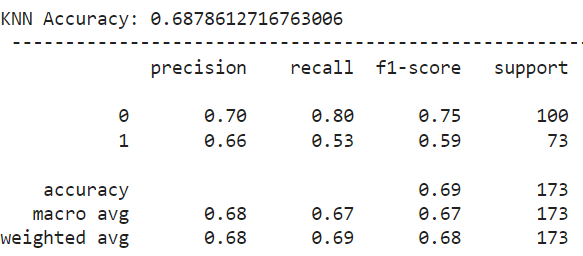 KNN Accuracy: 0.6878612716763006
------------------------------------------------------
precision recall f1-score support
0 0.70 0.80 0.75 100
1 0.66 0.53 0.59 73
accuracy 0.69 173
macro avg 0.68 0.67 0.67 173
weighted avg 0.68 0.69 0.68 173